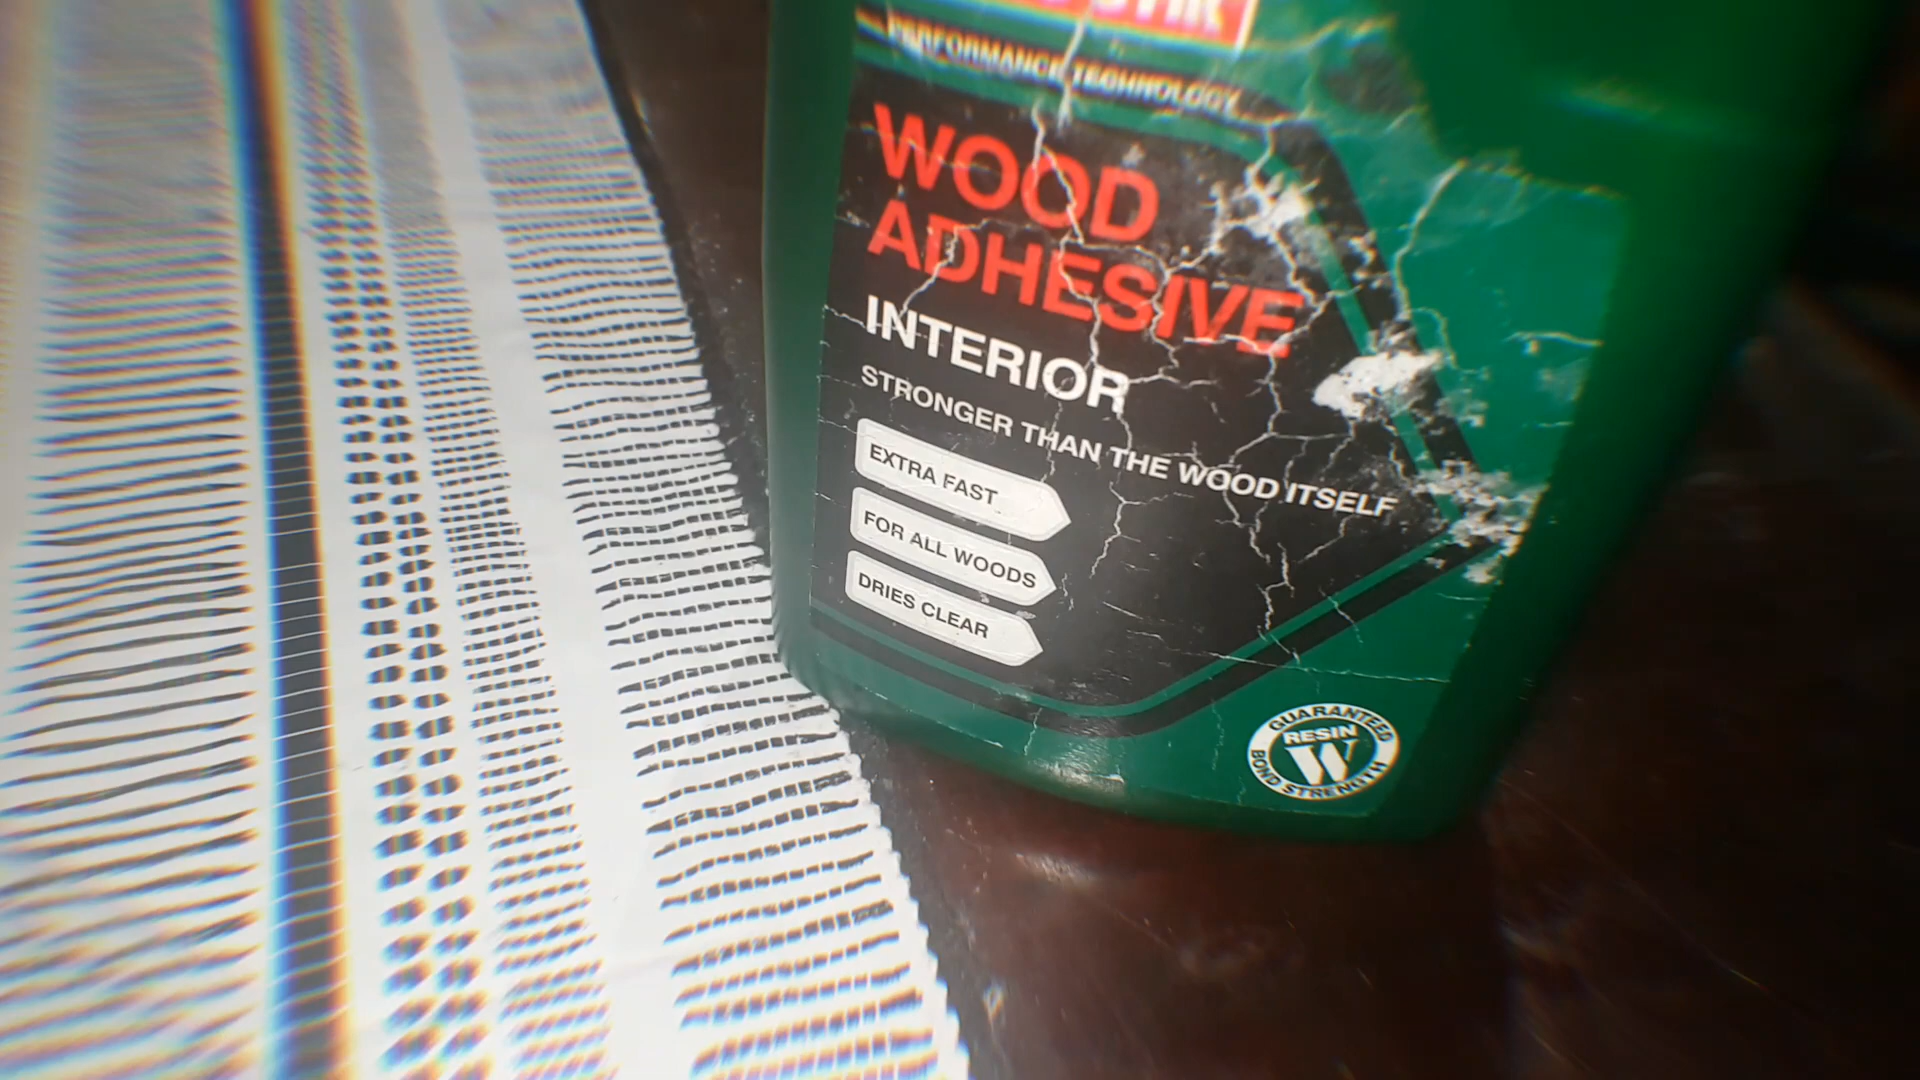 PERFORMANCE TECHNOLOGY
WOOD
ADHESIVE
INTERIOR
STRONGER THAN THE WOOD ITSELF
EXTRA FAST
FOR ALL WOODS
DRIES CLEAR
GUARANTEED
RESIN
W
BOND STRENGTH